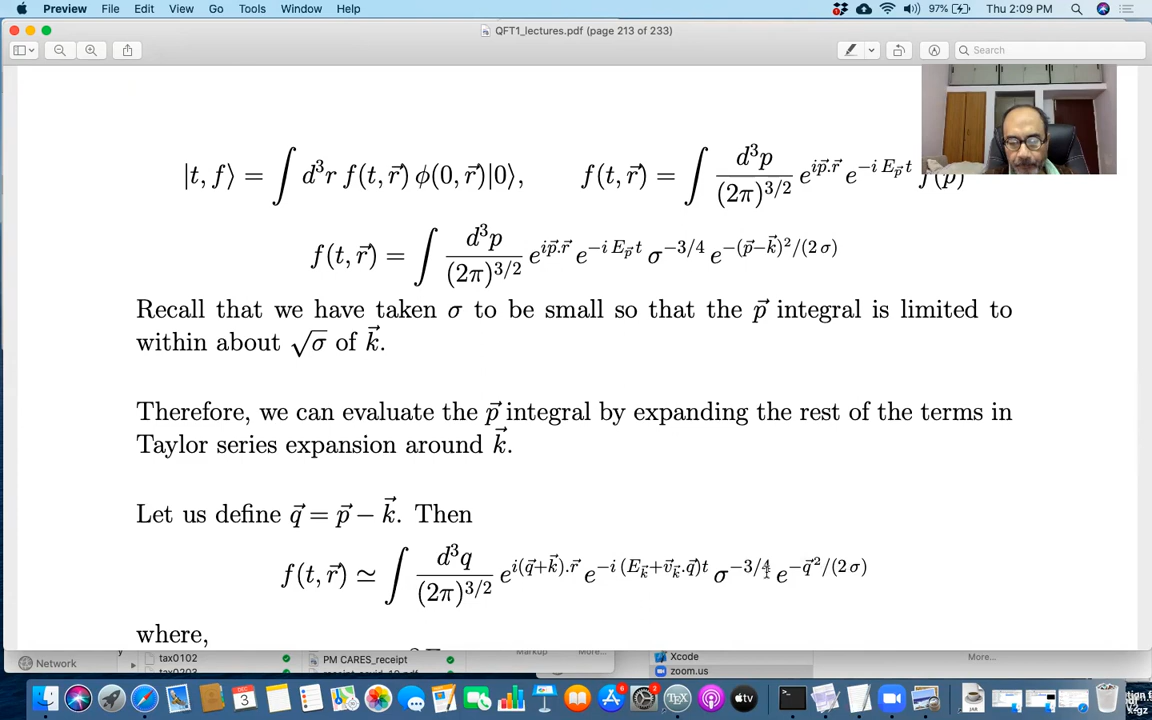 Preview File Edit View Go Tools Window Help 97% Thu 2:09 PM
QFT1_lectures.pdf (page 213 of 233)
Search
|t, f⟩ = ∫ d³r f(t, r⃗) ϕ(0, r⃗)|0⟩, f(t, r⃗) = ∫ d³p/(2π)^{3/2} e^{ip⃗.r⃗} e^{−i E_p⃗ t} f(p⃗)
f(t, r⃗) = ∫ d³p/(2π)^{3/2} e^{ip⃗.r⃗} e^{−i E_p⃗ t} σ^{−3/4} e^{−(p⃗−k⃗)²/(2 σ)}
Recall that we have taken σ to be small so that the p⃗ integral is limited to
within about √σ of k⃗.
Therefore, we can evaluate the p⃗ integral by expanding the rest of the terms in
Taylor series expansion around k⃗.
Let us define q⃗ = p⃗ − k⃗. Then
f(t, r⃗) ≃ ∫ d³q/(2π)^{3/2} e^{i(q⃗+k⃗).r⃗} e^{−i (E_k⃗+v⃗_k⃗.q⃗)t} σ^{−3/4} e^{−q⃗²/(2 σ)}
where,
Network tax0102 PM CARES_receipt Markup More... Xcode More...
zoom.us